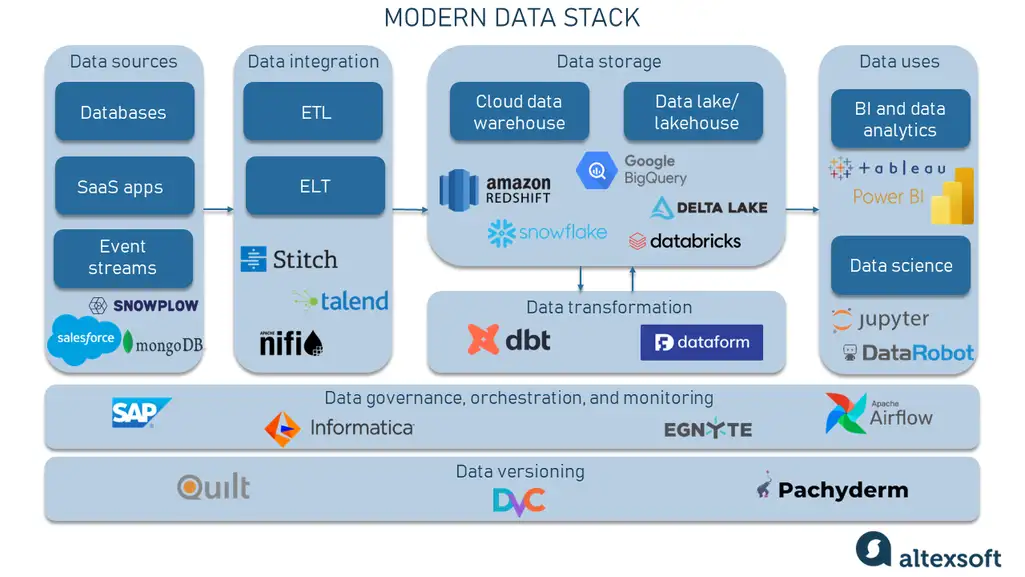 MODERN DATA STACK
Data sources
Databases
SaaS apps
Event
streams
SNOWPLOW
salesforce
mongoDB
Data integration
ETL
ELT
Stitch
talend
APACHE
nifi
Data storage
Cloud data
warehouse
Data lake/
lakehouse
amazon
REDSHIFT
Google
BigQuery
DELTA LAKE
snowflake
databricks
Data transformation
dbt
dataform
Data uses
BI and data
analytics
+ableau
Power BI
Data science
jupyter
DataRobot
Data governance, orchestration, and monitoring
SAP
Informatica
EGNYTE
Apache
Airflow
Data versioning
Quilt
DVC
Pachyderm
altexsoft